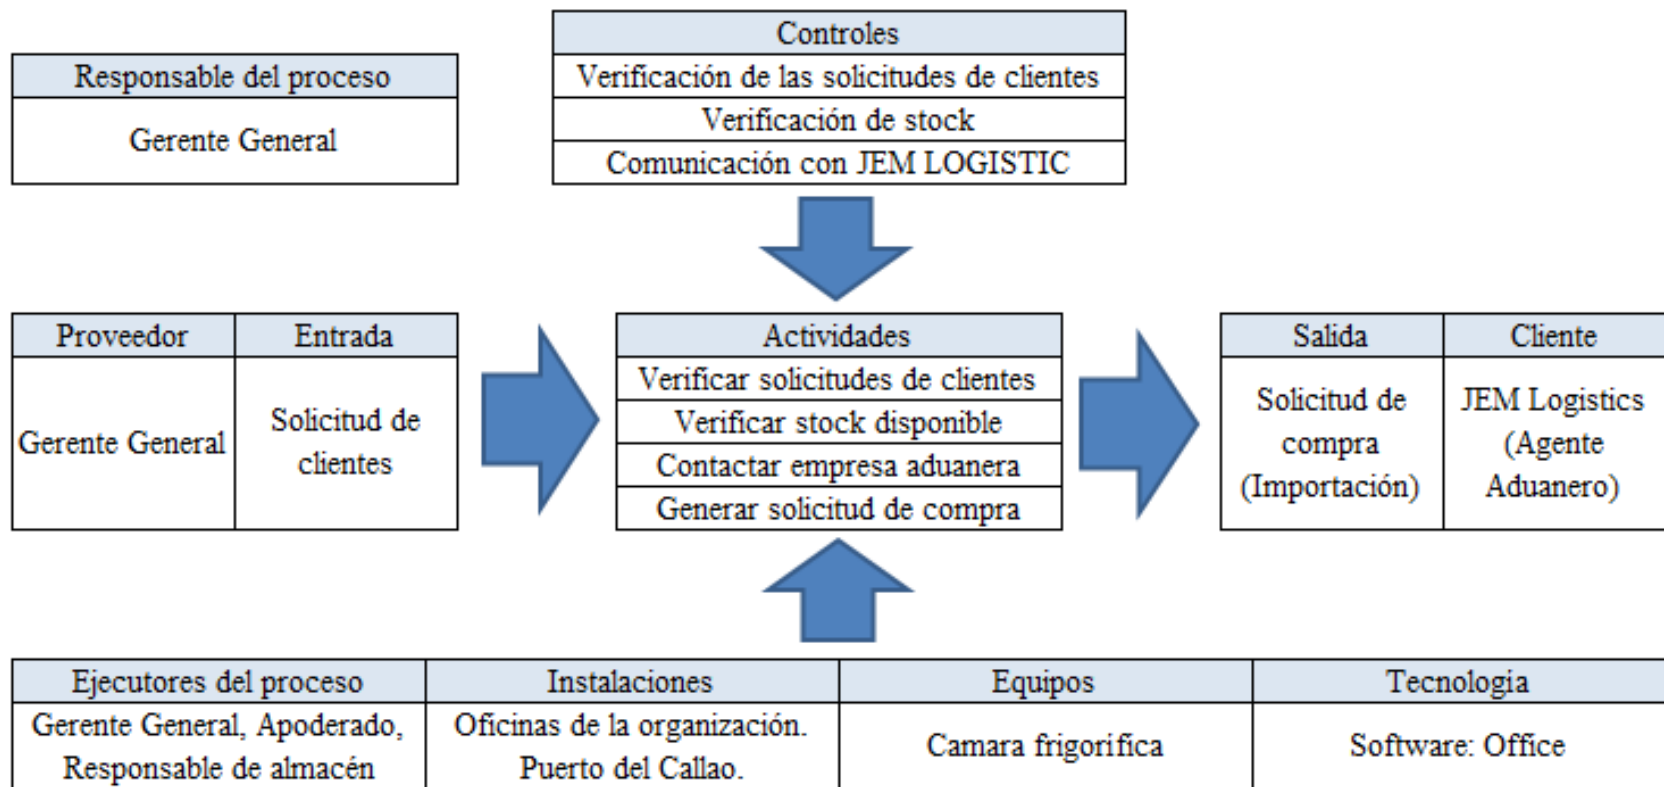 Controles
Responsable del proceso
Verificación de las solicitudes de clientes
Gerente General
Verificación de stock
Comunicación con JEM LOGISTIC
Proveedor
Entrada
Gerente General
Solicitud de
clientes
Actividades
Verificar solicitudes de clientes
Verificar stock disponible
Contactar empresa aduanera
Generar solicitud de compra
Salida
Cliente
Solicitud de
compra
(Importación)
JEM Logistics
(Agente
Aduanero)
Ejecutores del proceso
Instalaciones
Equipos
Tecnologia
Gerente General, Apoderado,
Responsable de almacén
Oficinas de la organización.
Puerto del Callao.
Camara frigorifica
Software: Office